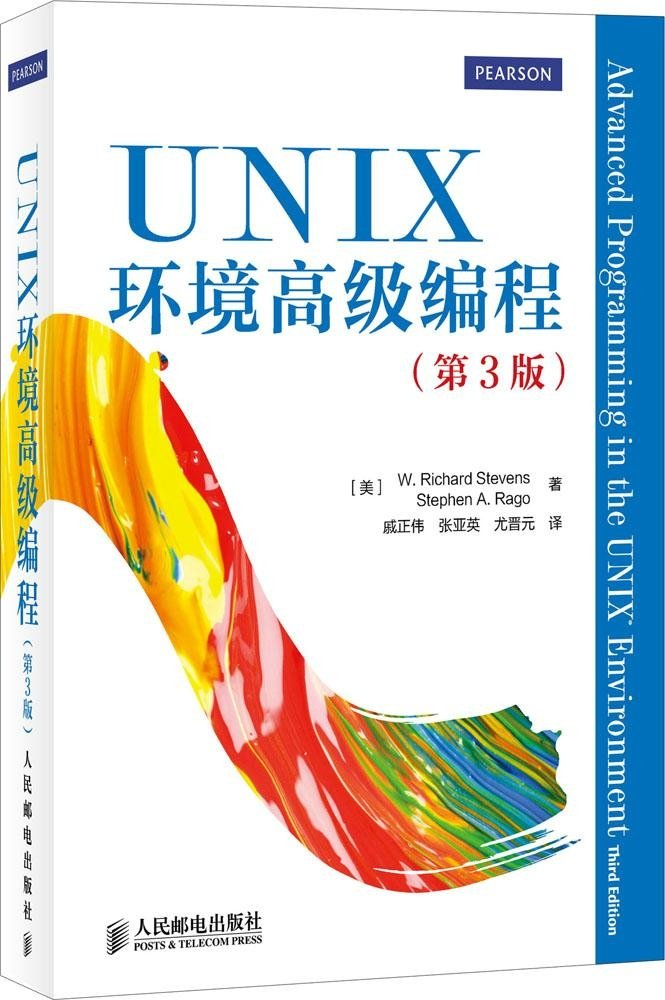 PEARSON
UNIX环境高级编程（第3版）
人民邮电出版社
PEARSON
UNIX
环境高级编程
（第3版）
［美］ W. Richard Stevens
Stephen A. Rago 著
戚正伟 张亚英 尤晋元 译
人民邮电出版社
POSTS & TELECOM PRESS
Advanced Programming in the UNIX® Environment Third Edition